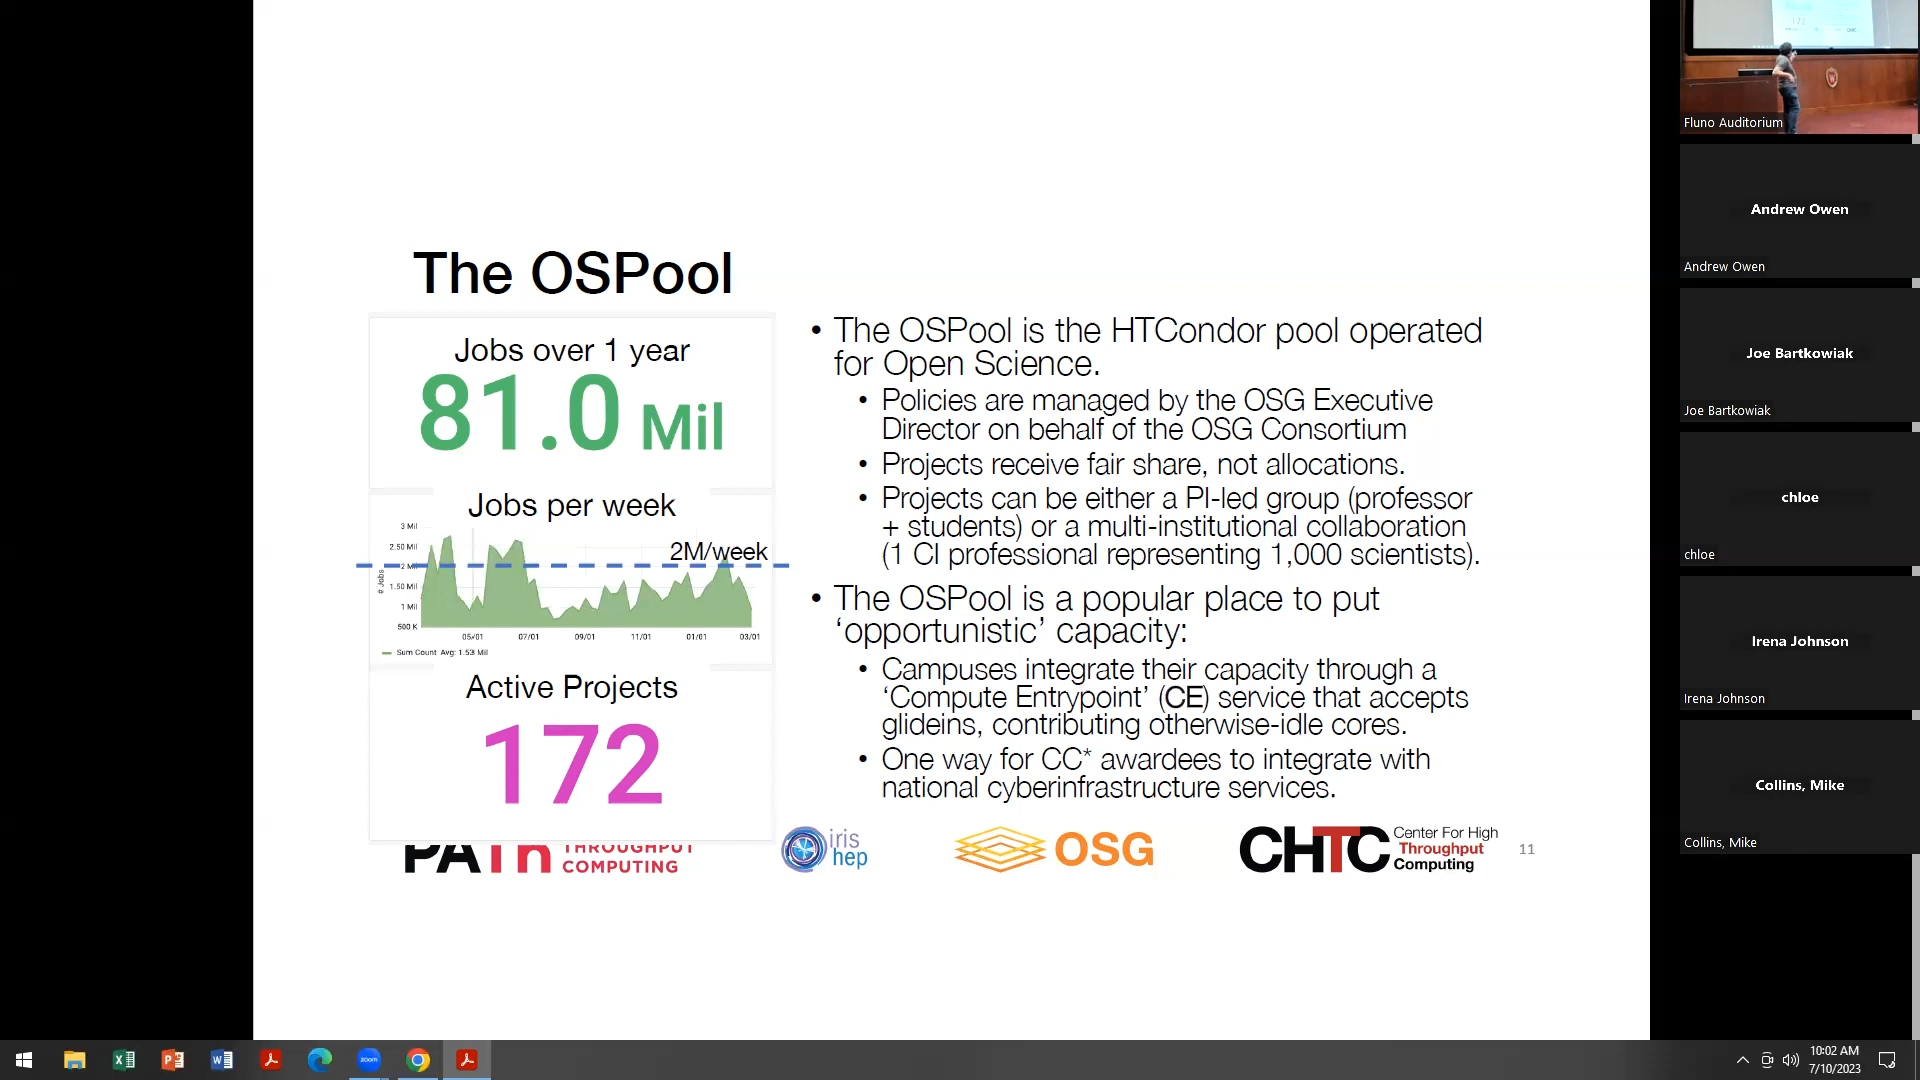 The OSPool
Jobs over 1 year
81.0 Mil
Jobs per week
3 Mil
2.50 Mil
2M/week
2 Mil
# Jobs
1.50 Mil
1 Mil
500 K
05/01
07/01
09/01
11/01
01/01
03/01
Sum Count Avg: 1.53 Mil
Active Projects
172
• The OSPool is the HTCondor pool operated
for Open Science.
• Policies are managed by the OSG Executive
Director on behalf of the OSG Consortium
• Projects receive fair share, not allocations.
• Projects can be either a PI-led group (professor
+ students) or a multi-institutional collaboration
(1 CI professional representing 1,000 scientists).
• The OSPool is a popular place to put
‘opportunistic’ capacity:
• Campuses integrate their capacity through a
‘Compute Entrypoint’ (CE) service that accepts
glideins, contributing otherwise-idle cores.
• One way for CC* awardees to integrate with
national cyberinfrastructure services.
PATh
THROUGHPUT
COMPUTING
iris
hep
OSG
CHTC
Center For High
Throughput
Computing
11
172
Fluno Auditorium
Andrew Owen
Andrew Owen
Joe Bartkowiak
Joe Bartkowiak
chloe
chloe
Irena Johnson
Irena Johnson
Collins, Mike
Collins, Mike
zoom
10:02 AM
7/10/2023